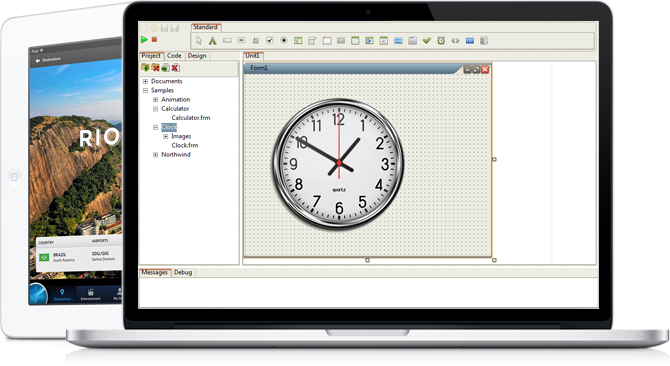 iPad
Destinations
RIO
COUNTRY AIRPORTS
BRAZIL SDU/GIG
South America Santos Dumont
Destinations Entertainment
Standard
Project Code Design
Unit1
Documents
Samples
Animation
Calculator
Calculator.frm
Clock
Images
Clock.frm
Northwind
Form1
12
1
2
3
4
5
6
7
8
9
10
11
quartz
Messages Debug